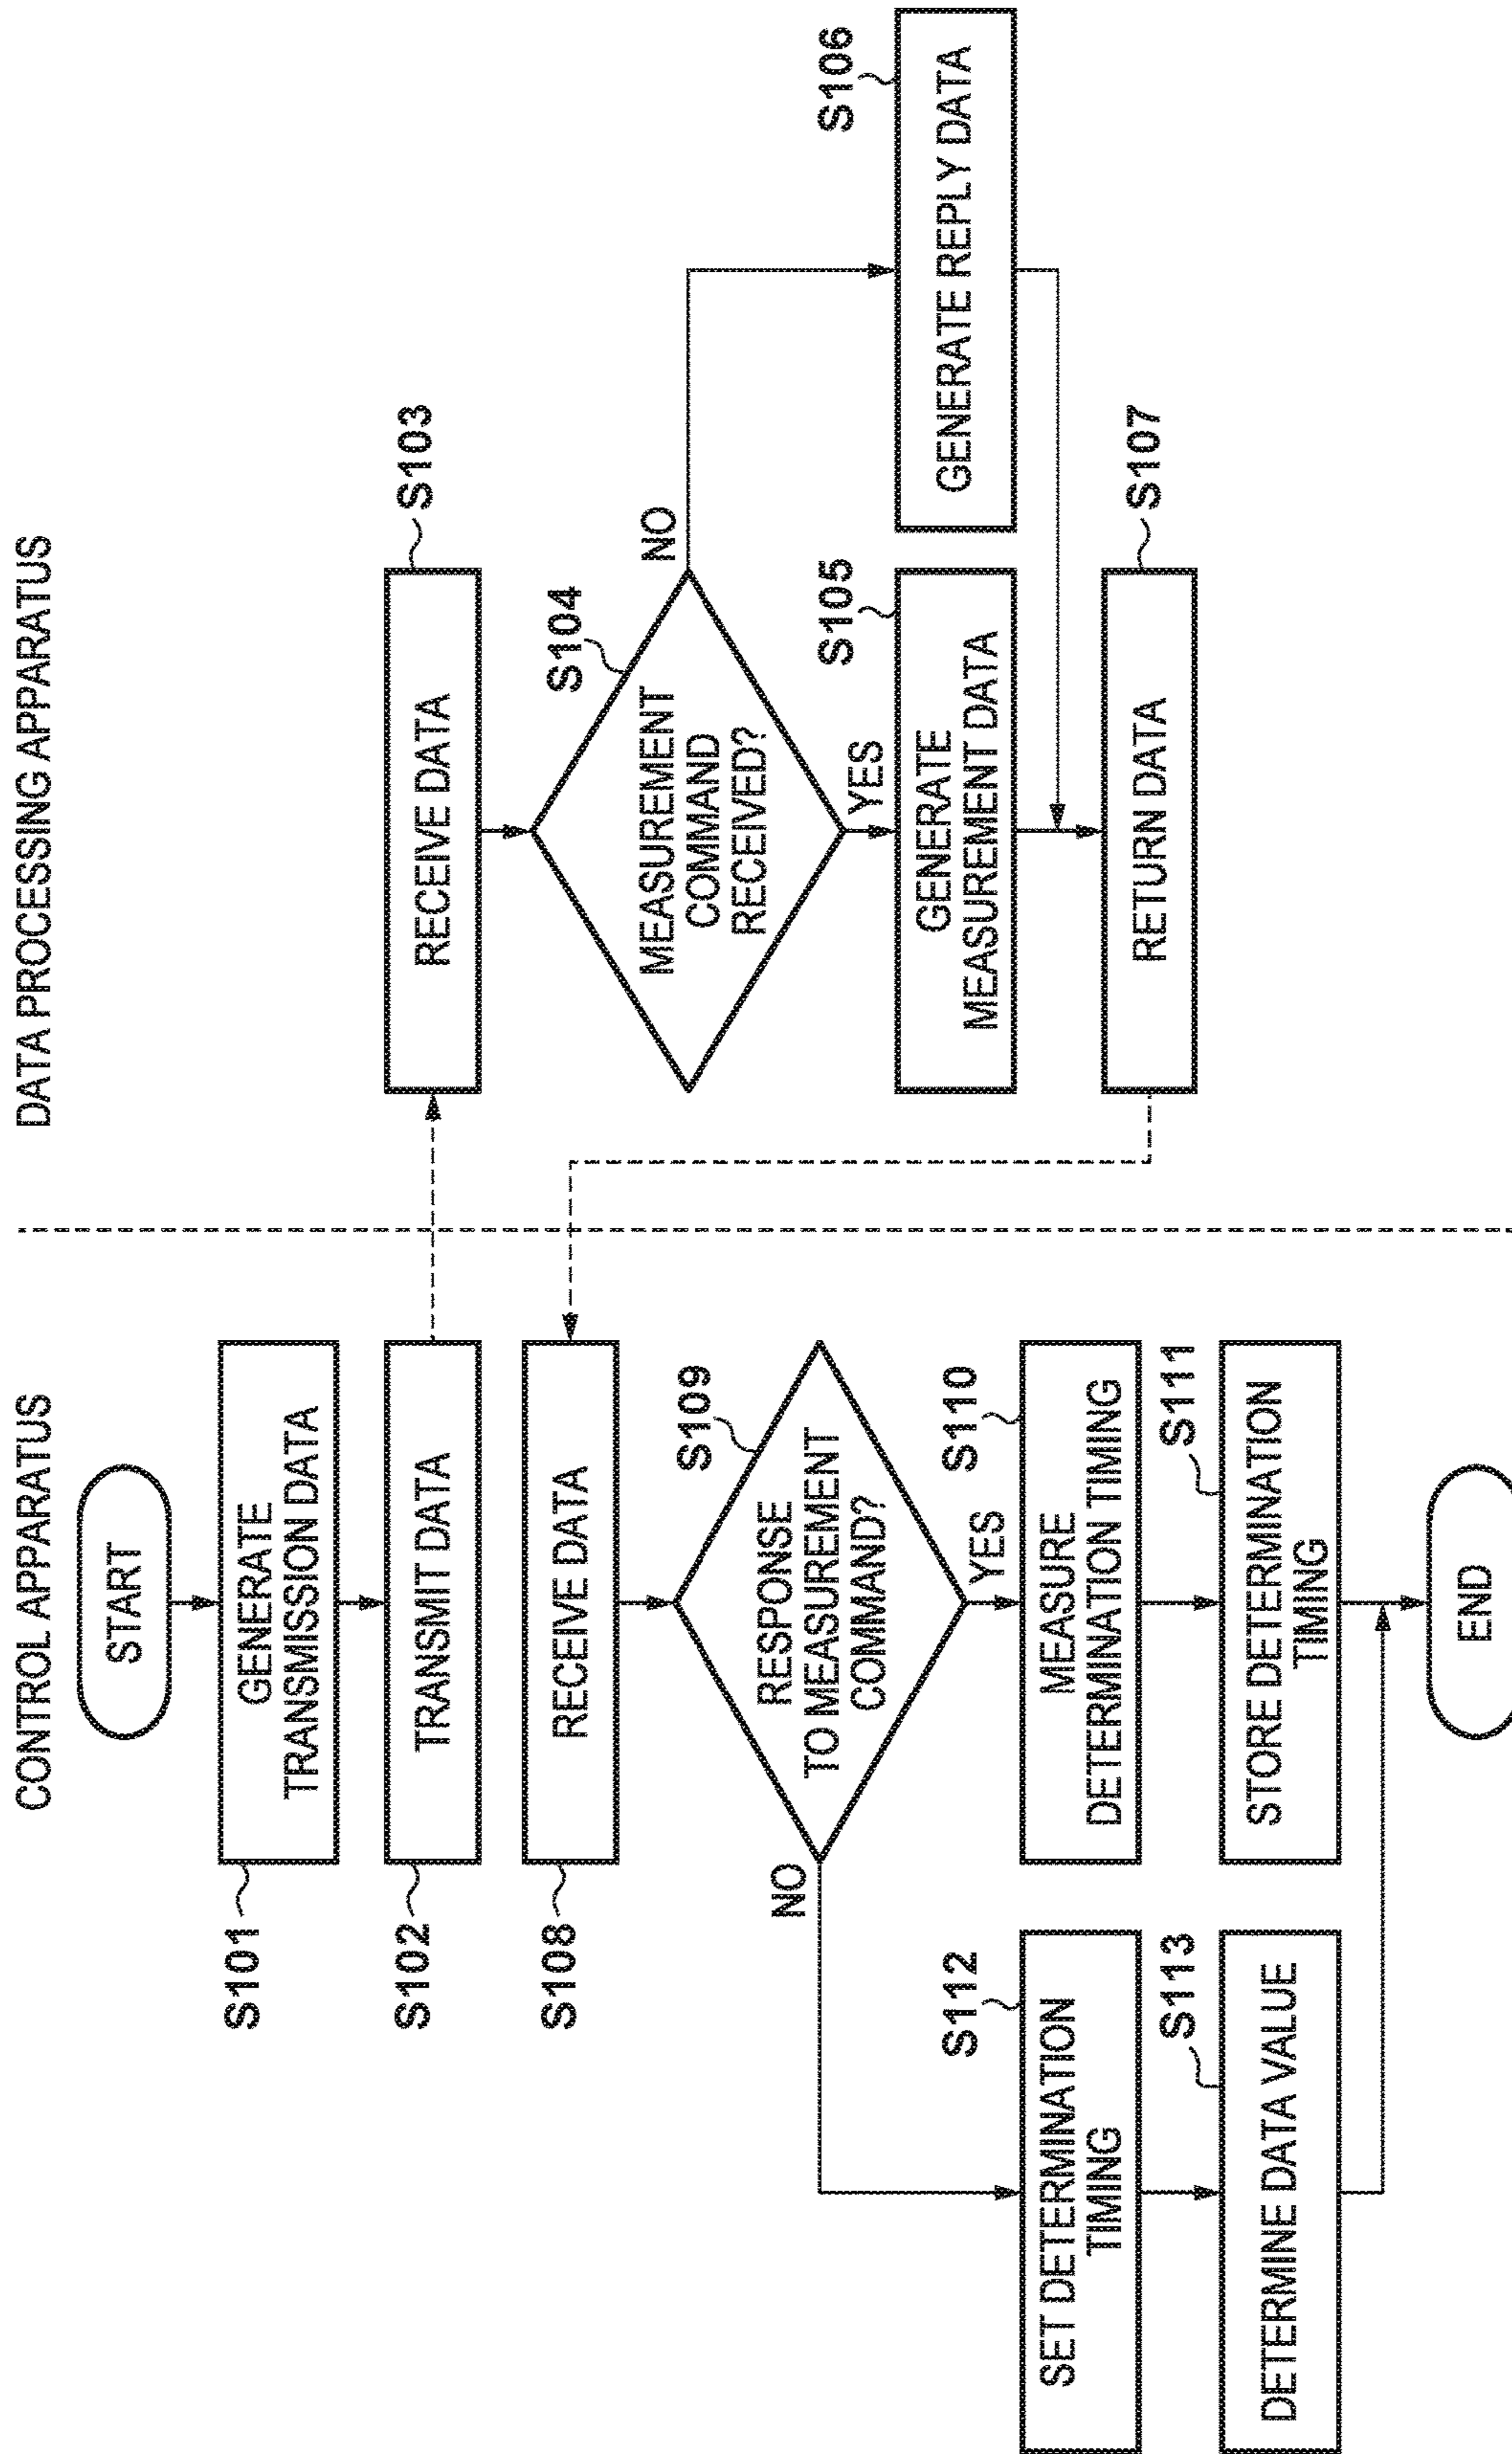 CONTROL APPARATUS
START
S101
GENERATE
TRANSMISSION DATA
S102
TRANSMIT DATA
S108
RECEIVE DATA
S109
RESPONSE
TO MEASUREMENT
COMMAND?
NO
YES
S110
MEASURE
DETERMINATION TIMING
S111
STORE DETERMINATION
TIMING
S112
SET DETERMINATION
TIMING
S113
DETERMINE DATA VALUE
END
DATA PROCESSING APPARATUS
S103
RECEIVE DATA
S104
MEASUREMENT
COMMAND
RECEIVED?
NO
YES
S105
GENERATE
MEASUREMENT DATA
S106
GENERATE REPLY DATA
S107
RETURN DATA